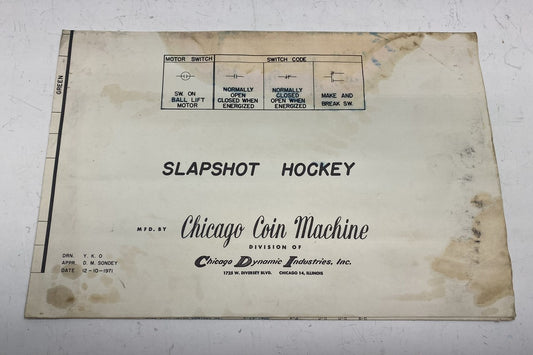 GREEN
MOTOR SWITCH
SWITCH CODE
SW. ON
BALL LIFT
MOTOR
NORMALLY
OPEN
CLOSED WHEN
ENERGIZED
NORMALLY
CLOSED
OPEN WHEN
ENERGIZED
MAKE AND
BREAK SW.
SLAPSHOT HOCKEY
MFD. BY Chicago Coin Machine
DIVISION OF
Chicago Dynamic Industries, Inc.
1725 W. DIVERSEY BLVD. CHICAGO 14, ILLINOIS
DRN. Y. K. O
APPR. D. M. SONDEY
DATE 12-10-1971